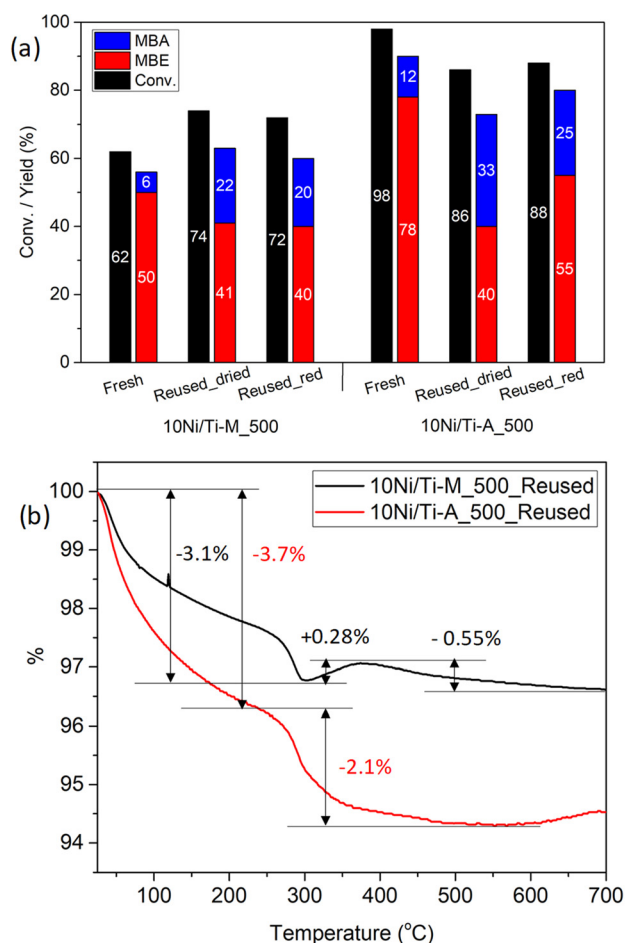 (a)
MBA
MBE
Conv.
Conv. / Yield (%)
100
80
60
40
20
0
62
6
50
74
22
41
72
20
40
98
12
78
86
33
40
88
25
55
Fresh
Reused_dried
Reused_red
Fresh
Reused_dried
Reused_red
10Ni/Ti-M_500
10Ni/Ti-A_500
(b)
10Ni/Ti-M_500_Reused
10Ni/Ti-A_500_Reused
%
100
99
98
97
96
95
94
-3.1%
-3.7%
+0.28%
- 0.55%
-2.1%
100
200
300
400
500
600
700
Temperature (°C)